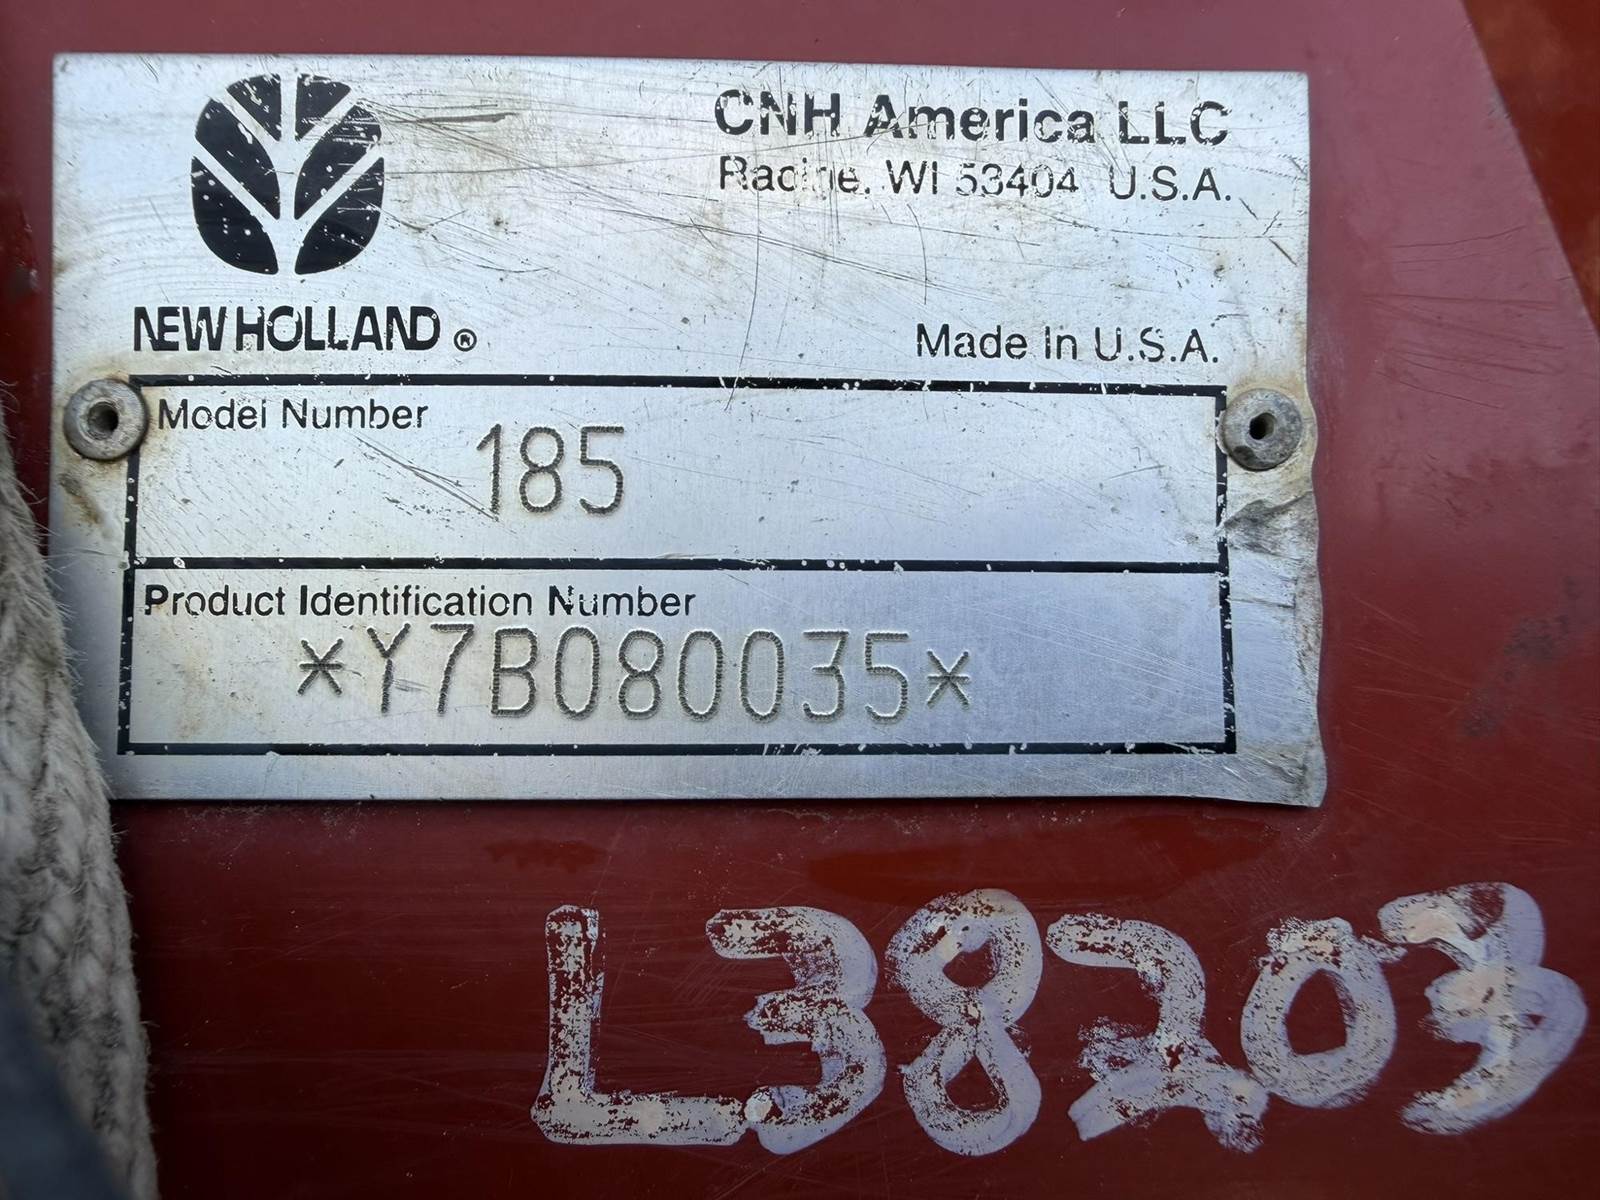 CNH America LLC
Racine, WI 53404 U.S.A.
NEW HOLLAND ®
Made In U.S.A.
Model Number
185
Product Identification Number
*Y7B080035*
L38203